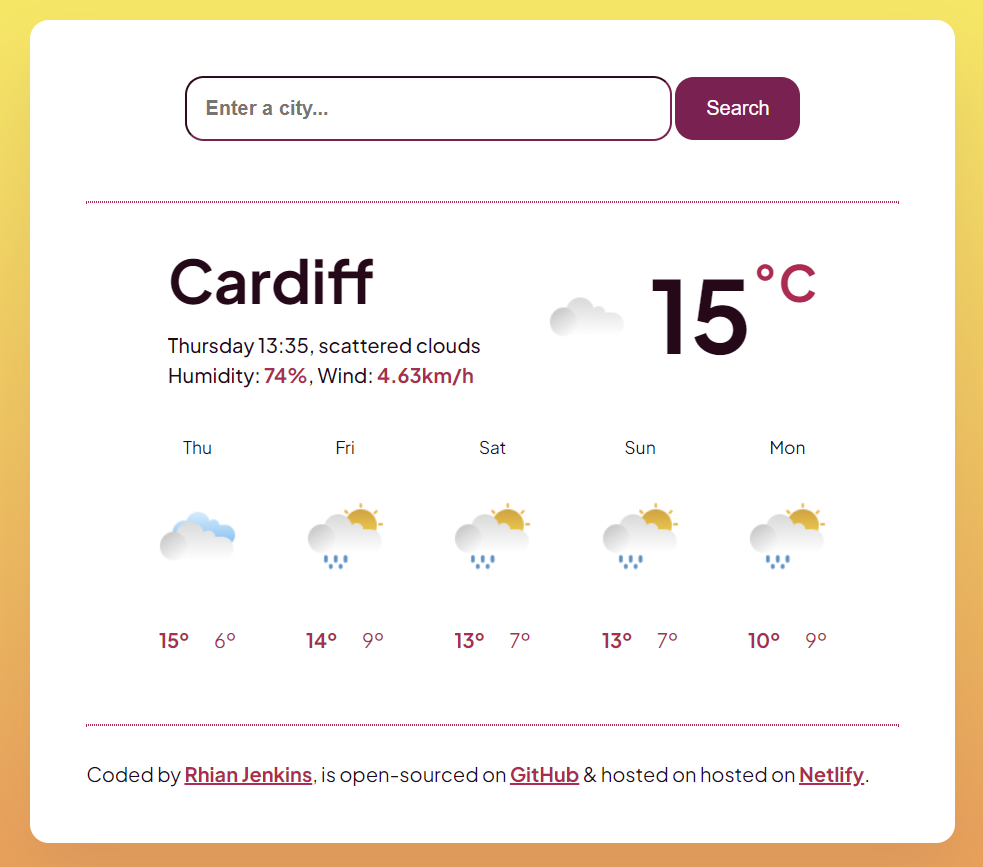 Enter a city...
Search
Cardiff
15 °C
Thursday 13:35, scattered clouds
Humidity: 74%, Wind: 4.63km/h
Thu Fri Sat Sun Mon
15° 6° 14° 9° 13° 7° 13° 7° 10° 9°
Coded by Rhian Jenkins, is open-sourced on GitHub & hosted on hosted on Netlify.